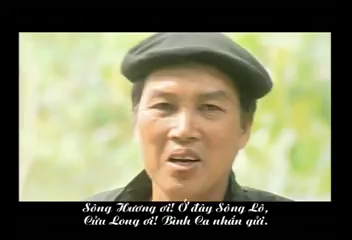 Sông Hương ơi! Ở đây Sông Lô,
Cửu Long ơi! Bình Ca nhắn gửi.